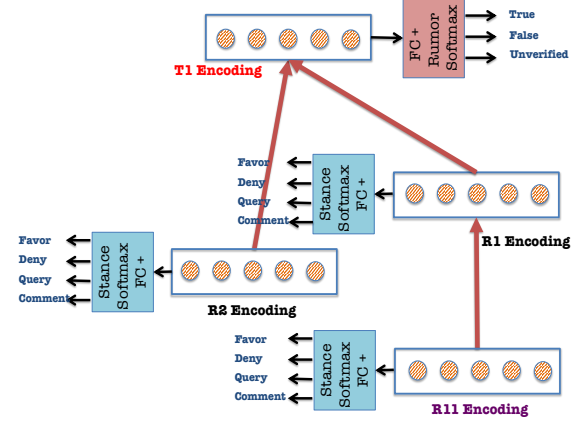 True
False
Unverified
FC +
Rumor
Softmax
T1 Encoding
Favor
Deny
Query
Comment
Stance
Softmax
FC +
R1 Encoding
Favor
Deny
Query
Comment
Stance
Softmax
FC +
R2 Encoding
Favor
Deny
Query
Comment
Stance
Softmax
FC +
R11 Encoding